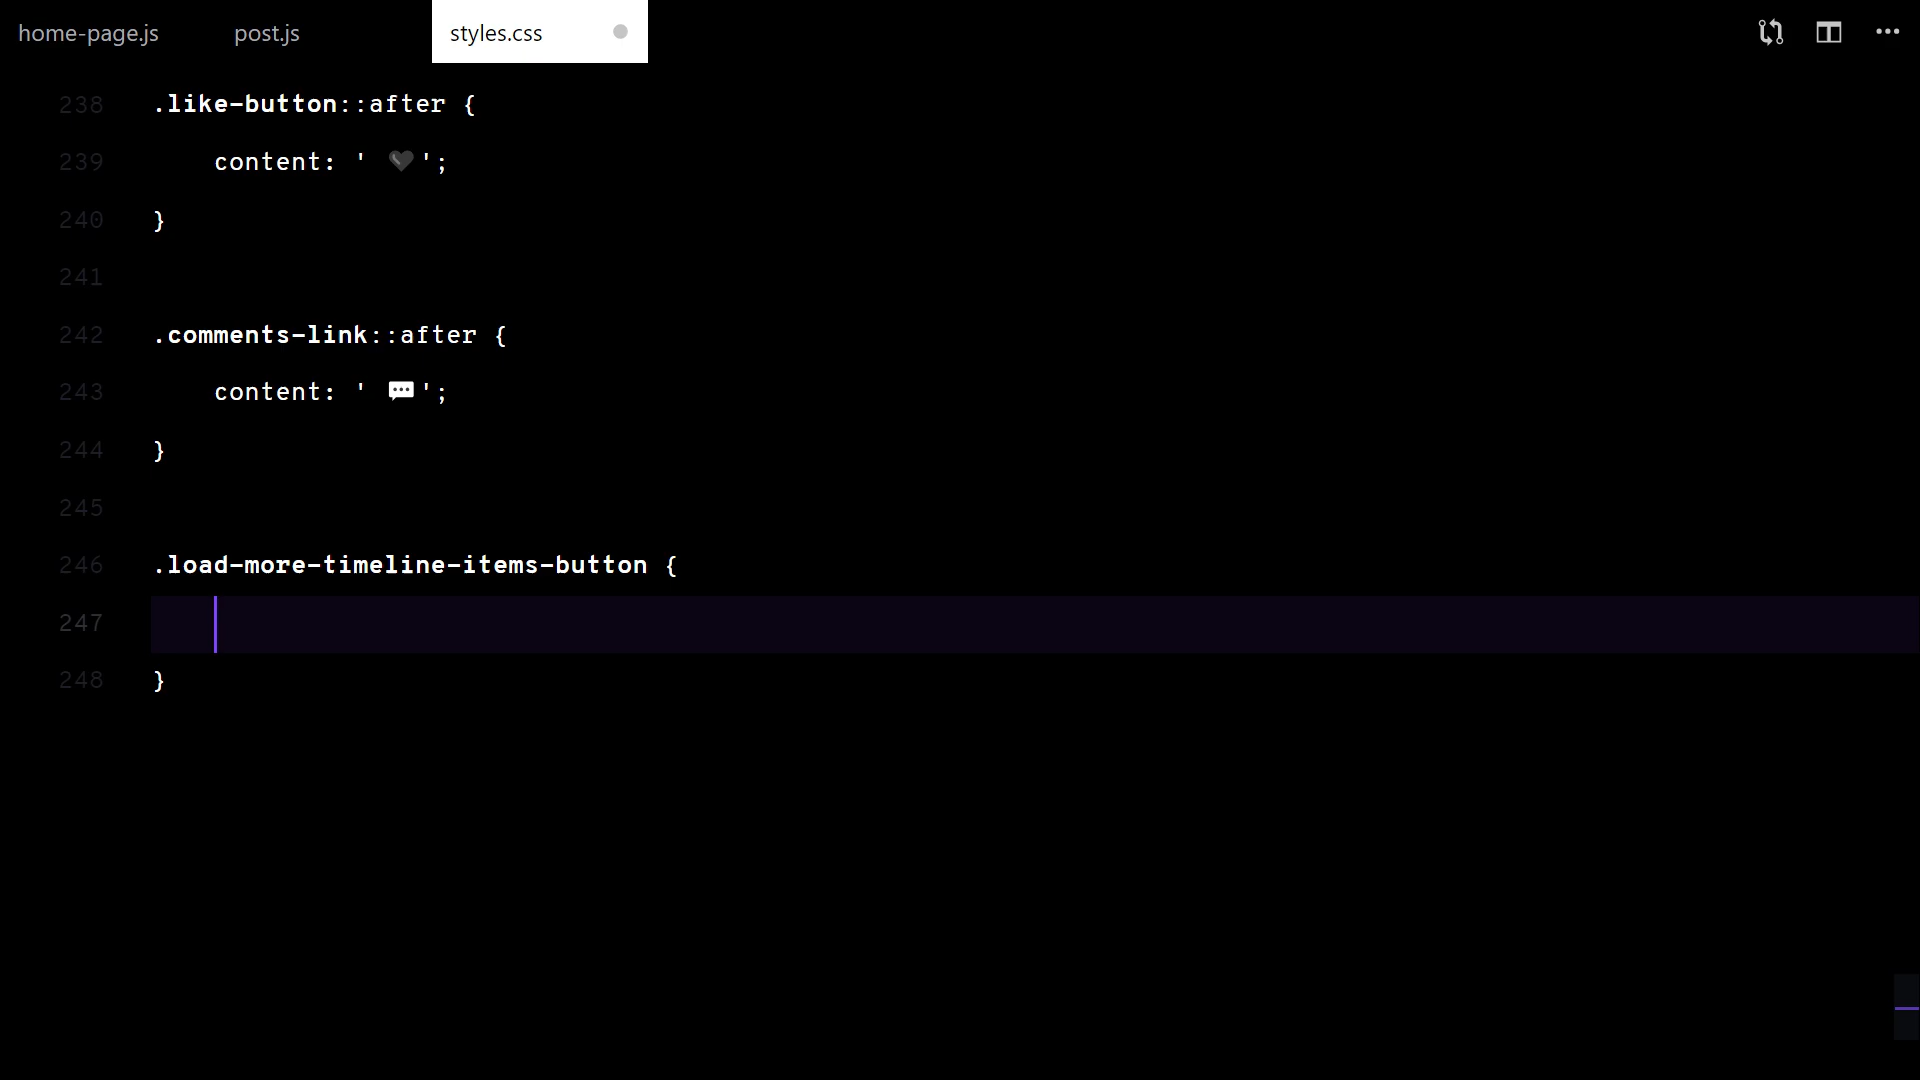 home-page.js post.js styles.css
238 .like-button::after {
239 content: ' 🖤';
240 }
241
242 .comments-link::after {
243 content: ' 💬';
244 }
245
246 .load-more-timeline-items-button {
247
248 }